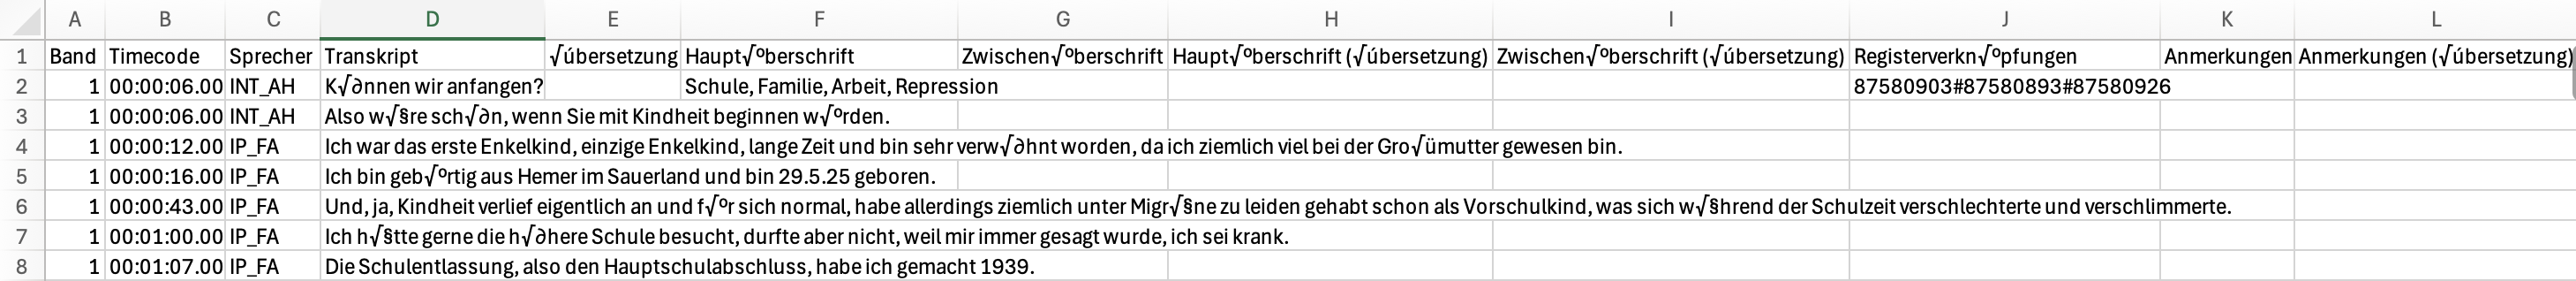 A B C D E F G H I J K L
1 Band Timecode Sprecher Transkript √úbersetzung Haupt√ºberschrift Zwischen√ºberschrift Haupt√ºberschrift (√úbersetzung) Zwischen√ºberschrift (√úbersetzung) Registerverkn√ºpfungen Anmerkungen Anmerkungen (√úbersetzung)
2 1 00:00:06.00 INT_AH K√∂nnen wir anfangen? Schule, Familie, Arbeit, Repression 87580903#87580893#87580926
3 1 00:00:06.00 INT_AH Also w√§re sch√∂n, wenn Sie mit Kindheit beginnen w√ºrden.
4 1 00:00:12.00 IP_FA Ich war das erste Enkelkind, einzige Enkelkind, lange Zeit und bin sehr verw√∂hnt worden, da ich ziemlich viel bei der Gro√ümutter gewesen bin.
5 1 00:00:16.00 IP_FA Ich bin geb√ºrtig aus Hemer im Sauerland und bin 29.5.25 geboren.
6 1 00:00:43.00 IP_FA Und, ja, Kindheit verlief eigentlich an und f√ºr sich normal, habe allerdings ziemlich unter Migr√§ne zu leiden gehabt schon als Vorschulkind, was sich w√§hrend der Schulzeit verschlechterte und verschlimmerte.
7 1 00:01:00.00 IP_FA Ich h√§tte gerne die h√∂here Schule besucht, durfte aber nicht, weil mir immer gesagt wurde, ich sei krank.
8 1 00:01:07.00 IP_FA Die Schulentlassung, also den Hauptschulabschluss, habe ich gemacht 1939.